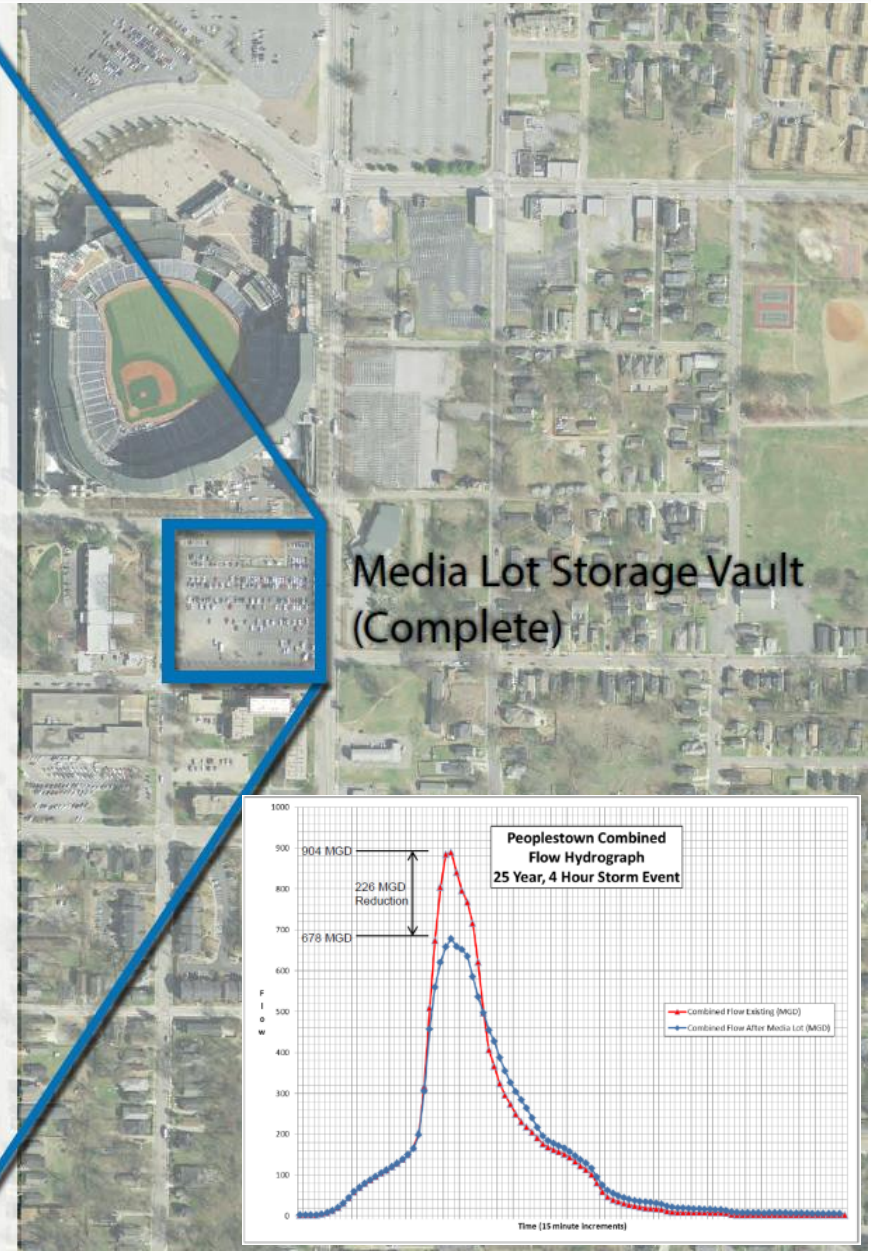 Media Lot Storage Vault
(Complete)
Peoplestown Combined
Flow Hydrograph
25 Year, 4 Hour Storm Event
1000
900
800
700
600
500
400
300
200
100
0
904 MGD
226 MGD
Reduction
678 MGD
Flow
Combined Flow Existing (MGD)
Combined Flow After Media Lot (MGD)
Time (15 minute increments)